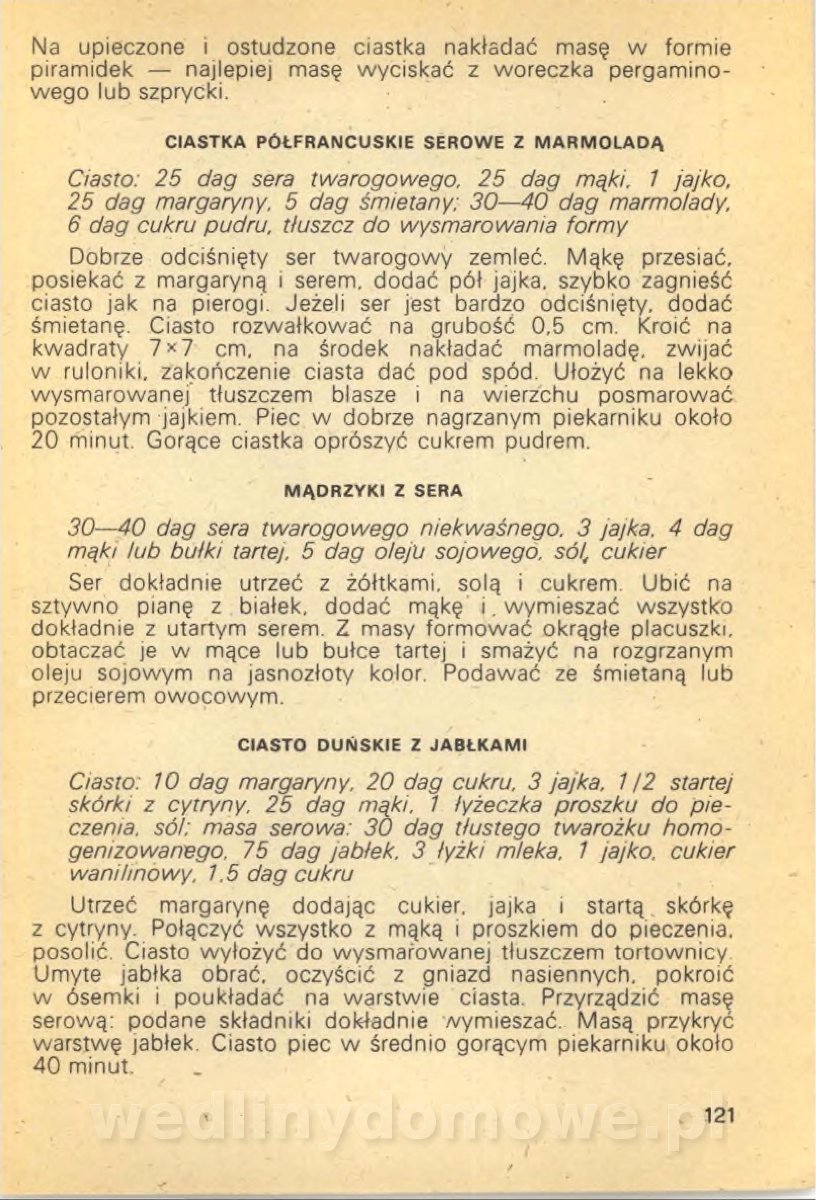 Na upieczone i ostudzone ciastka nakładać masę w formie
piramidek — najlepiej masę wyciskać z woreczka pergamino-
wego lub szprycki.
CIASTKA PÓŁFRANCUSKIE SEROWE Z MARMOLADĄ
Ciasto: 25 dag sera twarogowego, 25 dag mąki, 1 jajko,
25 dag margaryny, 5 dag śmietany; 30—40 dag marmolady,
6 dag cukru pudru, tłuszcz do wysmarowania formy
Dobrze odciśnięty ser twarogowy zemleć. Mąkę przesiać,
posiekać z margaryną i serem, dodać pół jajka, szybko zagnieść
ciasto jak na pierogi. Jeżeli ser jest bardzo odciśnięty, dodać
śmietanę. Ciasto rozwałkować na grubość 0,5 cm. Kroić na
kwadraty 7×7 cm, na środek nakładać marmoladę, zwijać
w ruloniki, zakończenie ciasta dać pod spód. Ułożyć na lekko
wysmarowanej tłuszczem blasze i na wierzchu posmarować
pozostałym jajkiem. Piec w dobrze nagrzanym piekarniku około
20 minut. Gorące ciastka oprószyć cukrem pudrem.
MĄDRZYKI Z SERA
30—40 dag sera twarogowego niekwaśnego, 3 jajka, 4 dag
mąki lub bułki tartej, 5 dag oleju sojowego, sól, cukier
Ser dokładnie utrzeć z żółtkami, solą i cukrem. Ubić na
sztywno pianę z białek, dodać mąkę i wymieszać wszystko
dokładnie z utartym serem. Z masy formować okrągłe placuszki,
obtaczać je w mące lub bułce tartej i smażyć na rozgrzanym
oleju sojowym na jasnozłoty kolor. Podawać ze śmietaną lub
przecierem owocowym.
CIASTO DUŃSKIE Z JABŁKAMI
Ciasto: 10 dag margaryny, 20 dag cukru, 3 jajka, 1/2 startej
skórki z cytryny, 25 dag mąki, 1 łyżeczka proszku do pie-
czenia, sól; masa serowa: 30 dag tłustego twarożku homo-
genizowanego, 75 dag jabłek, 3 łyżki mleka, 1 jajko, cukier
wanilinowy, 1,5 dag cukru
Utrzeć margarynę dodając cukier, jajka i startą skórkę
z cytryny. Połączyć wszystko z mąką i proszkiem do pieczenia,
posolić. Ciasto wyłożyć do wysmarowanej tłuszczem tortownicy.
Umyte jabłka obrać, oczyścić z gniazd nasiennych, pokroić
w ósemki i poukładać na warstwie ciasta. Przyrządzić masę
serową: podane składniki dokładnie wymieszać. Masą przykryć
warstwę jabłek. Ciasto piec w średnio gorącym piekarniku około
40 minut.
wedlinydomowe.pl
121